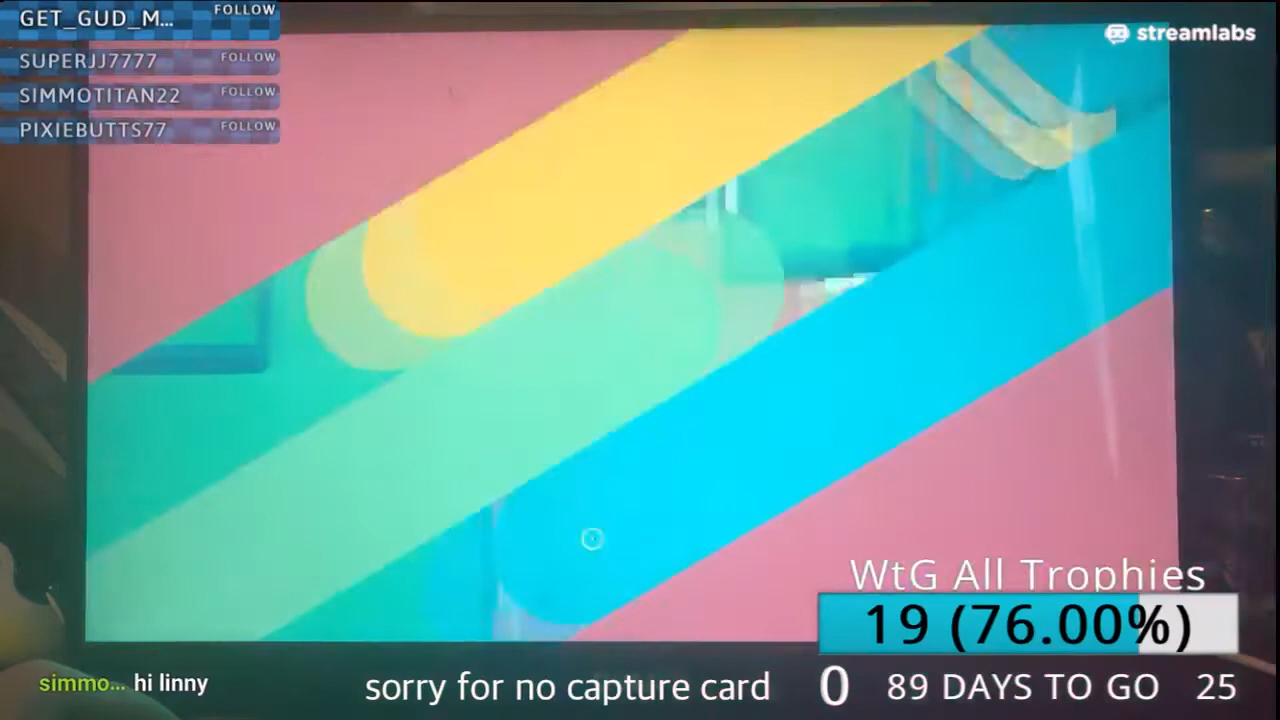 GET_GUD_M... FOLLOW
SUPERJJ7777 FOLLOW
SIMMOTITAN22 FOLLOW
PIXIEBUTTS77 FOLLOW
streamlabs
WtG All Trophies
19 (76.00%)
0 89 DAYS TO GO 25
simmo... hi linny
sorry for no capture card